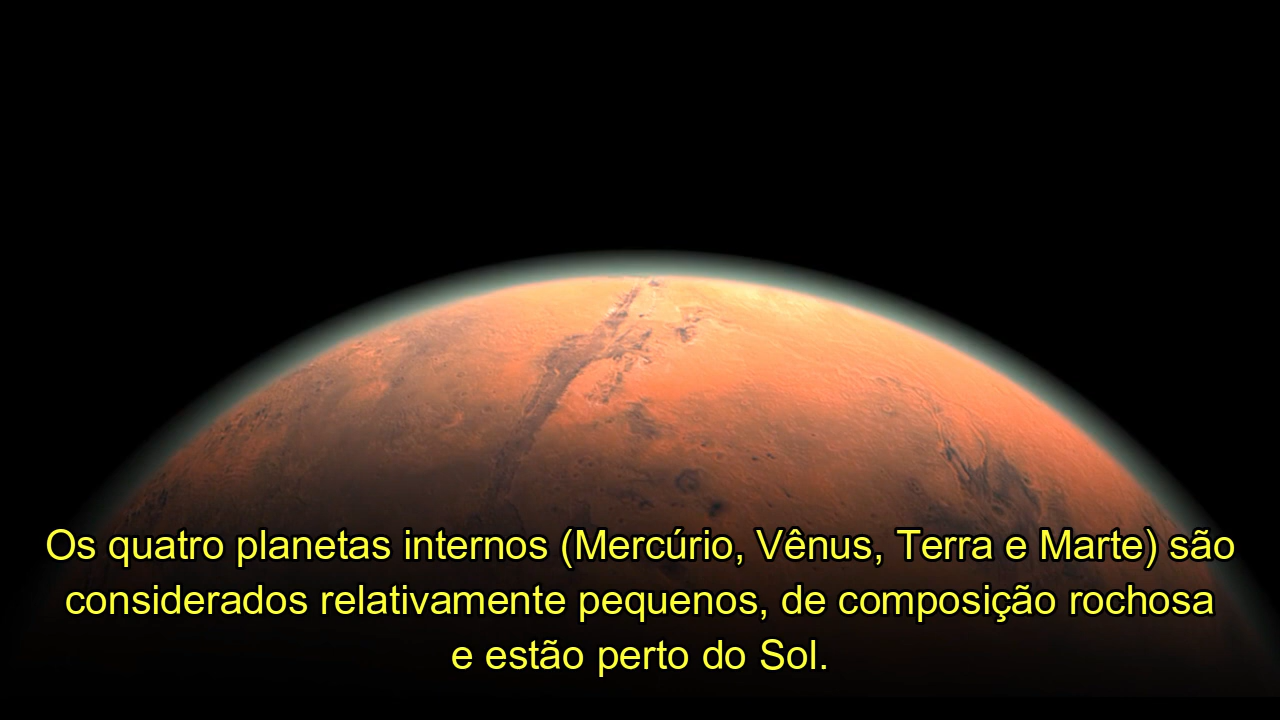 Os quatro planetas internos (Mercúrio, Vênus, Terra e Marte) são
considerados relativamente pequenos, de composição rochosa
e estão perto do Sol.